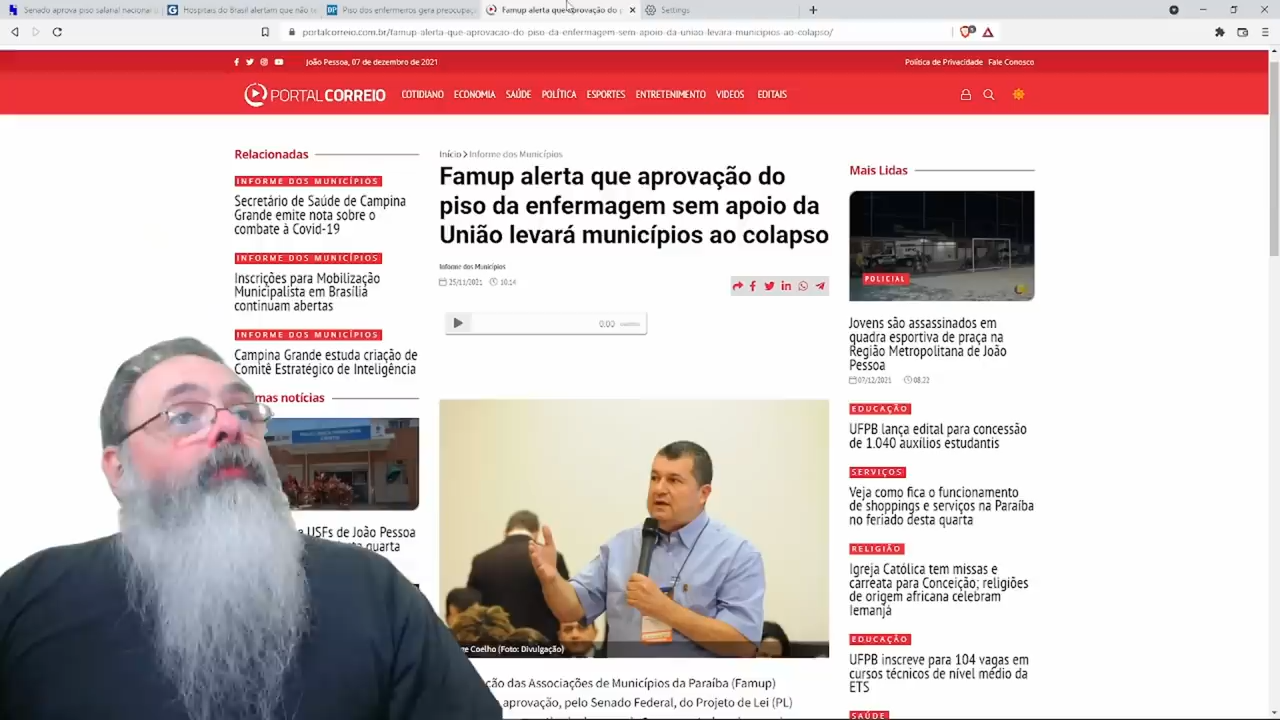 Senado aprova piso salarial nacional
Hospitais do Brasil alertam que não
Piso dos enfermeiros gera preocupaç
Famup alerta que aprovação do p
Settings
portalcorreio.com.br/famup-alerta-que-aprovacao-do-piso-da-enfermagem-sem-apoio-da-uniao-levara-municipios-ao-colapso/
João Pessoa, 07 de dezembro de 2021
Política de Privacidade Fale Conosco
PORTAL CORREIO
COTIDIANO ECONOMIA SAÚDE POLÍTICA ESPORTES ENTRETENIMENTO VIDEOS EDITAIS
Relacionadas
INFORME DOS MUNICÍPIOS
Secretário de Saúde de Campina
Grande emite nota sobre o
combate à Covid-19
INFORME DOS MUNICÍPIOS
Inscrições para Mobilização
Municipalista em Brasília
continuam abertas
INFORME DOS MUNICÍPIOS
Campina Grande estuda criação de
Comitê Estratégico de Inteligência
mas notícias
USFs de João Pessoa
quarta
Início > Informe dos Municípios
Famup alerta que aprovação do
piso da enfermagem sem apoio da
União levará municípios ao colapso
Informe dos Municípios
25/11/2021 10:14
0:00
e Coelho (Foto: Divulgação)
ção das Associações de Municípios da Paraíba (Famup)
aprovação, pelo Senado Federal, do Projeto de Lei (PL)
Mais Lidas
POLICIAL
Jovens são assassinados em
quadra esportiva de praça na
Região Metropolitana de João
Pessoa
07/12/2021 08:22
EDUCAÇÃO
UFPB lança edital para concessão
de 1.040 auxílios estudantis
SERVIÇOS
Veja como fica o funcionamento
de shoppings e serviços na Paraíba
no feriado desta quarta
RELIGIÃO
Igreja Católica tem missas e
carreata para Conceição; religiões
de origem africana celebram
Iemanjá
EDUCAÇÃO
UFPB inscreve para 104 vagas em
cursos técnicos de nível médio da
ETS
SAÚDE